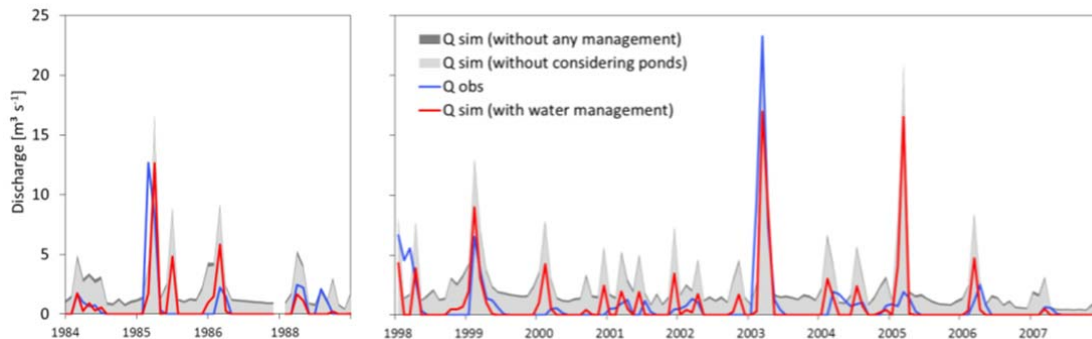 25
20
15
10
5
0
Discharge [m³ s⁻¹]
1984 1985 1986 1988
Q sim (without any management)
Q sim (without considering ponds)
Q obs
Q sim (with water management)
1998 1999 2000 2001 2002 2003 2004 2005 2006 2007